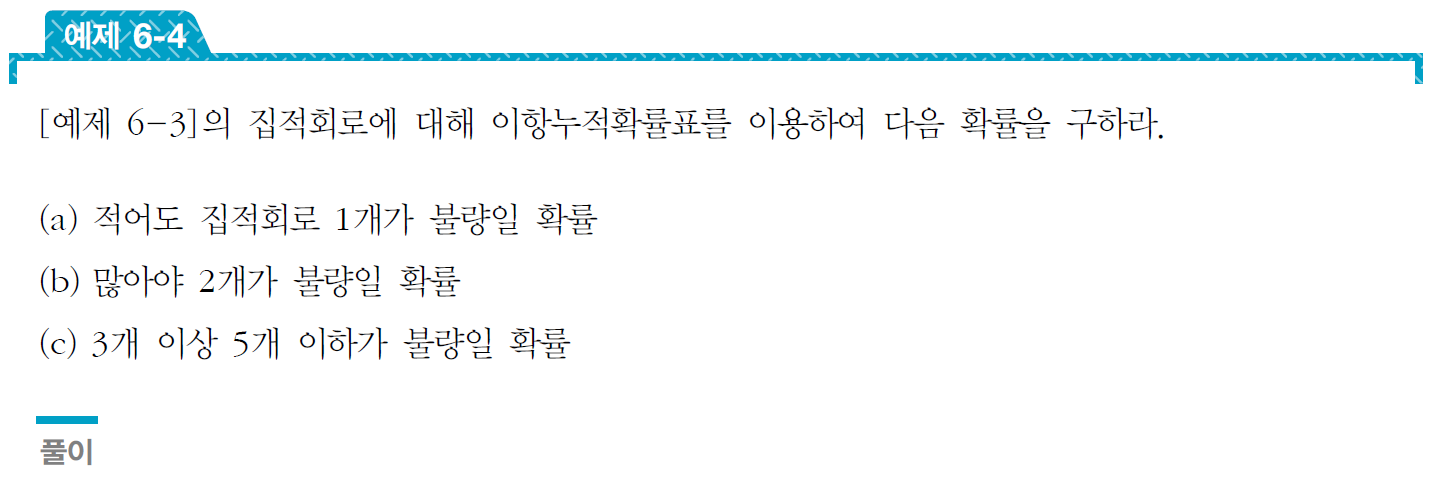 예제 6-4
[예제 6-3]의 집적회로에 대해 이항누적확률표를 이용하여 다음 확률을 구하라.
(a) 적어도 집적회로 1개가 불량일 확률
(b) 많아야 2개가 불량일 확률
(c) 3개 이상 5개 이하가 불량일 확률
풀이